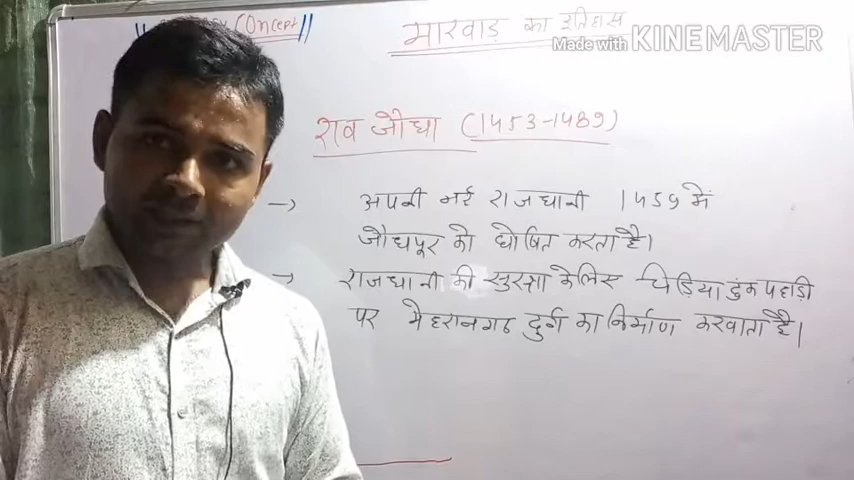 Concept
मारवाड़ का इतिहास
Made with KINEMASTER
राव जौधा (1453-1489)
→ अपनी नई राजधानी 1459 में
जौधपूर को घोषित करता है।
→ राजधानी की सुरक्षा के लिए चिड़िया टुंक पहाड़ी
पर मेहरानगढ दुर्ग का निर्माण करवाता है।